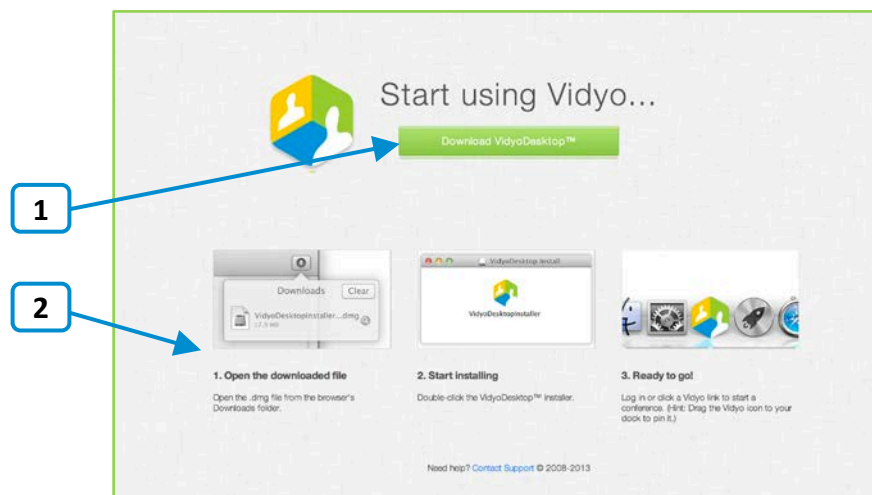 Start using Vidyo...
Download VidyoDesktop™
1
2
Downloads
Clear
VidyoDesktopInstaller...dmg
17.9 MB
VidyoDesktop Install
VidyoDesktopInstaller
1. Open the downloaded file
Open the .dmg file from the browser's
Downloads folder.
2. Start installing
Double-click the VidyoDesktop™ installer.
3. Ready to go!
Log in or click a Vidyo link to start a
conference. (Hint: Drag the Vidyo icon to your
dock to pin it.)
Need help? Contact Support © 2008-2013